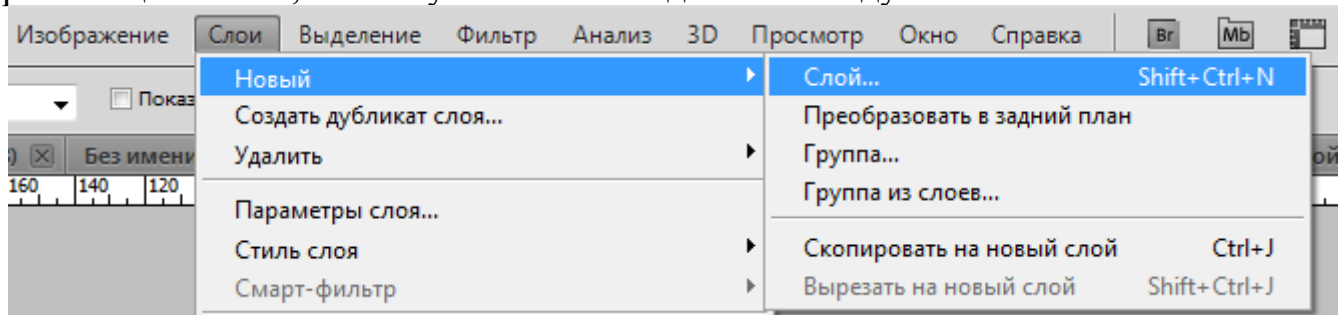 Изображение Слои Выделение Фильтр Анализ 3D Просмотр Окно Справка Br Mb
Новый Слой... Shift+Ctrl+N
Показ Создать дубликат слоя... Преобразовать в задний план
Без имени Удалить Группа...
160 140 120 Группа из слоев...
Параметры слоя...
Стиль слоя Скопировать на новый слой Ctrl+J
Смарт-фильтр Вырезать на новый слой Shift+Ctrl+J